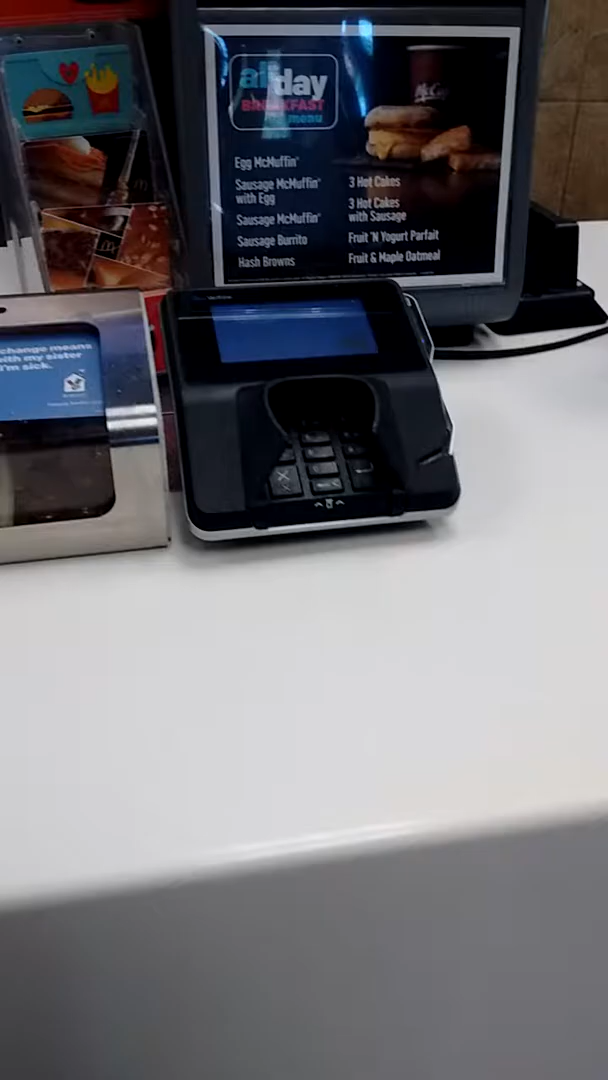 all day
BREAKFAST
menu
Egg McMuffin®
Sausage McMuffin®
with Egg
Sausage McMuffin®
Sausage Burrito
Hash Browns
3 Hot Cakes
3 Hot Cakes
with Sausage
Fruit 'N Yogurt Parfait
Fruit & Maple Oatmeal
McCafé
change means
with my sister
I'm sick.